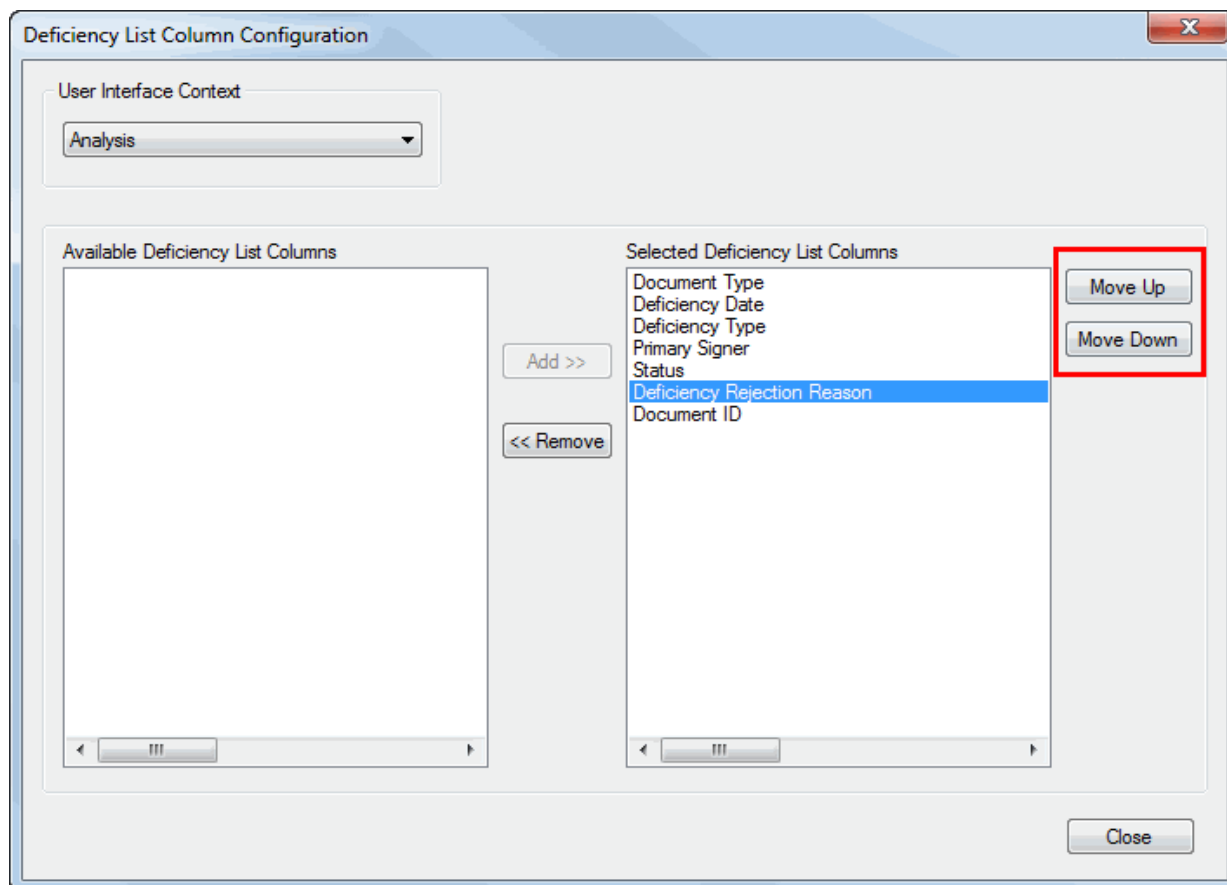 Deficiency List Column Configuration
User Interface Context
Analysis
Available Deficiency List Columns
Selected Deficiency List Columns
Document Type
Deficiency Date
Deficiency Type
Primary Signer
Status
Deficiency Rejection Reason
Document ID
Add >>
<< Remove
Move Up
Move Down
Close